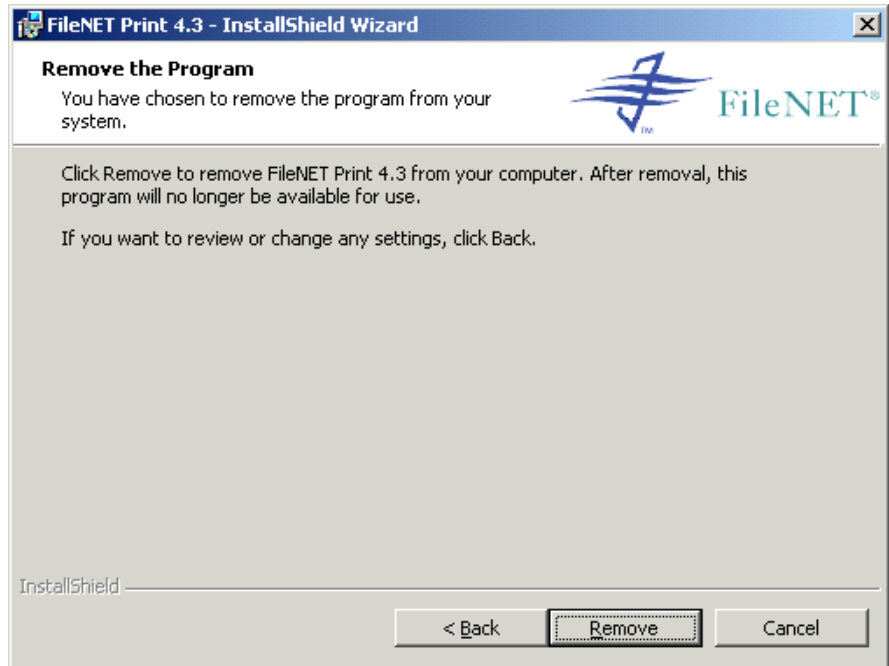 FileNET Print 4.3 - InstallShield Wizard
Remove the Program
You have chosen to remove the program from your
system.
TM
FileNET®
Click Remove to remove FileNET Print 4.3 from your computer. After removal, this
program will no longer be available for use.
If you want to review or change any settings, click Back.
InstallShield
< Back
Remove
Cancel